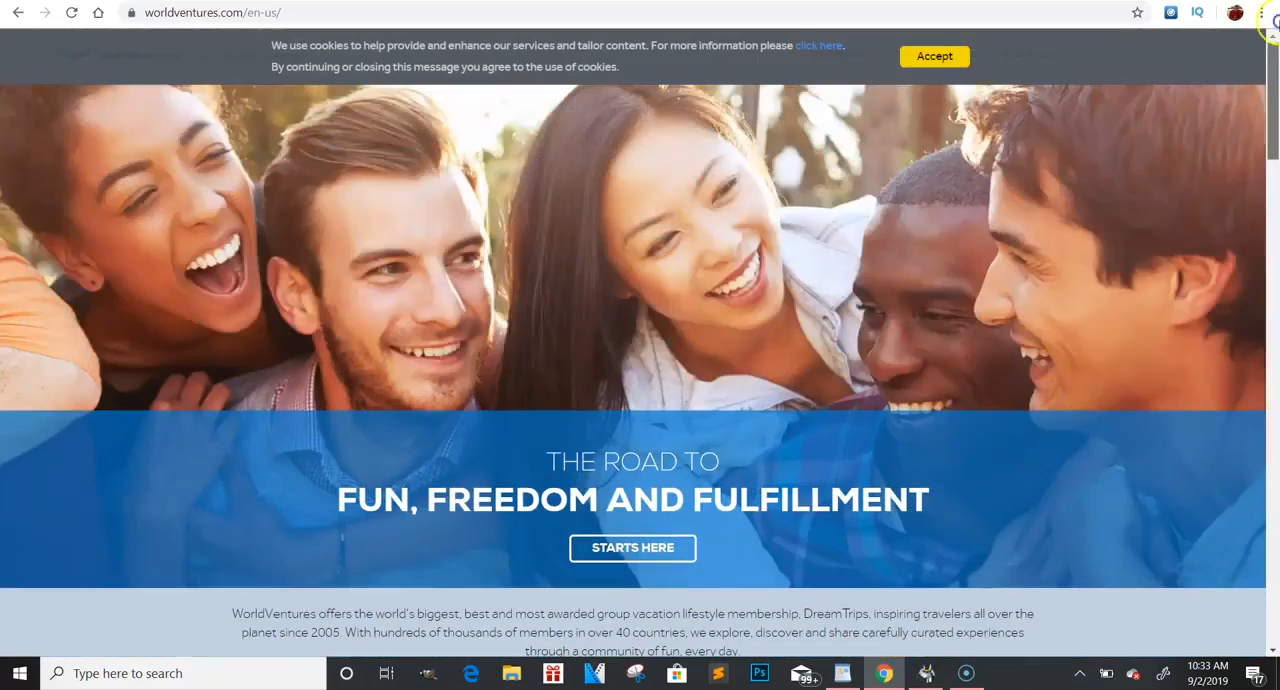 worldventures.com/en-us/
IQ
We use cookies to help provide and enhance our services and tailor content. For more information please click here.
By continuing or closing this message you agree to the use of cookies.
Accept
THE ROAD TO
FUN, FREEDOM AND FULFILLMENT
STARTS HERE
WorldVentures offers the world's biggest, best and most awarded group vacation lifestyle membership, DreamTrips, inspiring travelers all over the
planet since 2005. With hundreds of thousands of members in over 40 countries, we explore, discover and share carefully curated experiences
through a community of fun, every day.
Type here to search
Ps
99+
10:33 AM
9/2/2019
17